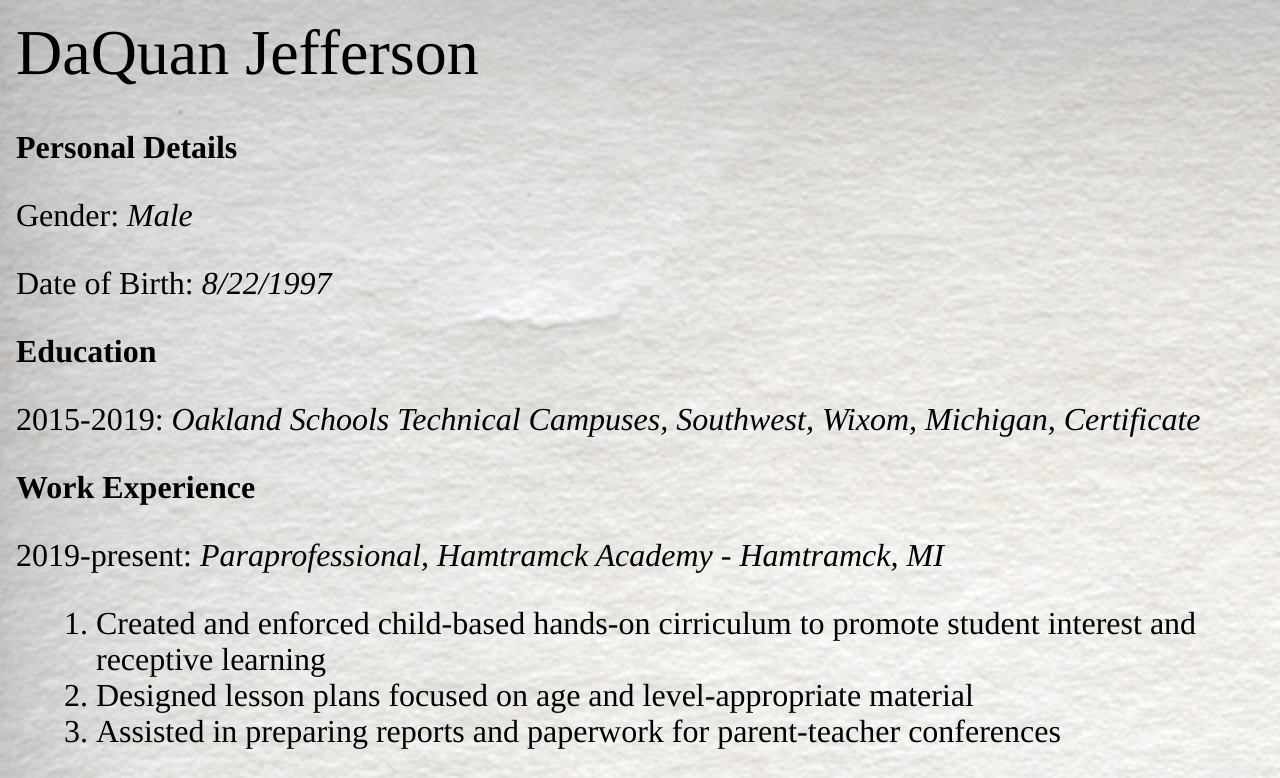 DaQuan Jefferson
Personal Details
Gender: Male
Date of Birth: 8/22/1997
Education
2015-2019: Oakland Schools Technical Campuses, Southwest, Wixom, Michigan, Certificate
Work Experience
2019-present: Paraprofessional, Hamtramck Academy - Hamtramck, MI
1. Created and enforced child-based hands-on cirriculum to promote student interest and
receptive learning
2. Designed lesson plans focused on age and level-appropriate material
3. Assisted in preparing reports and paperwork for parent-teacher conferences